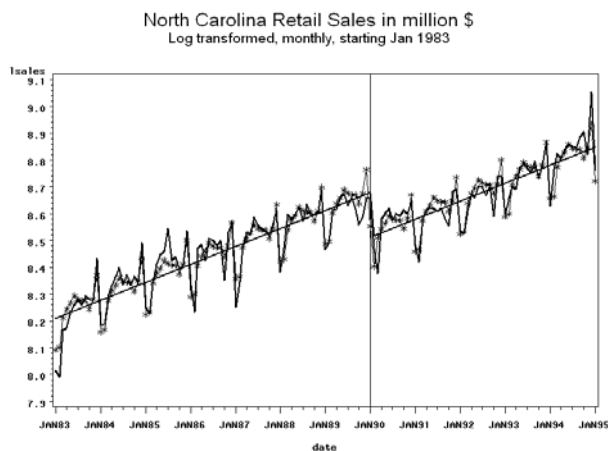 North Carolina Retail Sales in million $
Log transformed, monthly, starting Jan 1983
lsales
9.1
9.0
8.9
8.8
8.7
8.6
8.5
8.4
8.3
8.2
8.1
8.0
7.9
JAN83 JAN84 JAN85 JAN86 JAN87 JAN88 JAN89 JAN90 JAN91 JAN92 JAN93 JAN94 JAN95
date